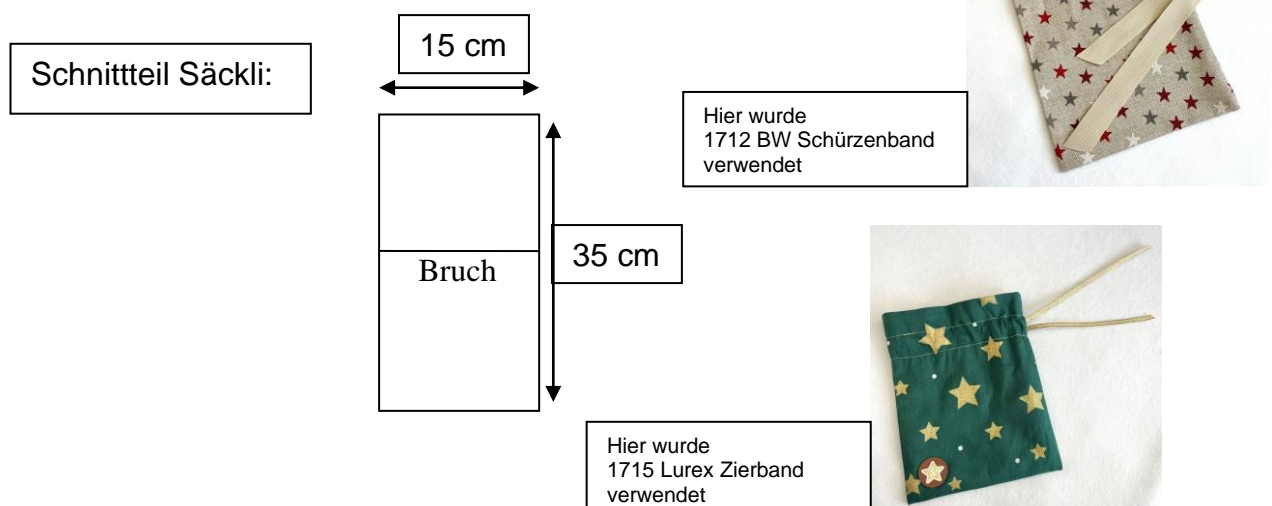 15 cm
Schnittteil Säckli:
Hier wurde
1712 BW Schürzenband
verwendet
35 cm
Bruch
Hier wurde
1715 Lurex Zierband
verwendet